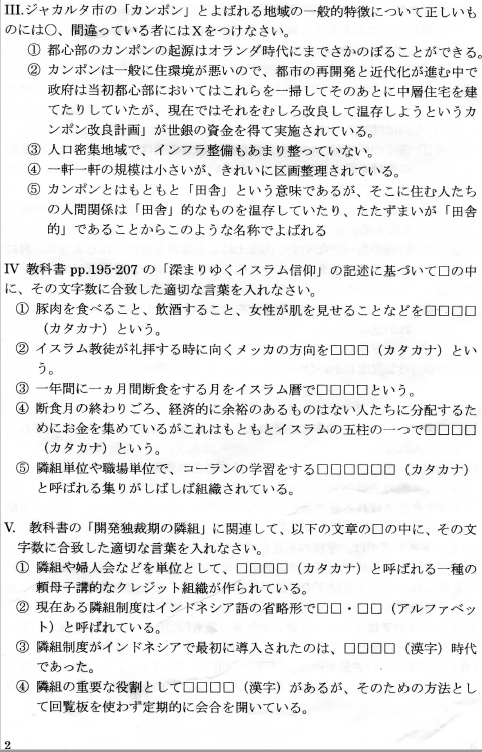 III.ジャカルタ市の「カンポン」とよばれる地域の一般的特徴について正しいも
のには○、間違っている者にはXをつけなさい。
① 都心部のカンポンの起源はオランダ時代にまでさかのぼることができる。
② カンポンは一般に住環境が悪いので、都市の再開発と近代化が進む中で
政府は当初都心部においてはこれらを一掃してそのあとに中層住宅を建
てたりしていたが、現在ではそれをむしろ改良して温存しようというカ
ンポン改良計画」が世銀の資金を得て実施されている。
③ 人口密集地域で、インフラ整備もあまり整っていない。
④ 一軒一軒の規模は小さいが、きれいに区画整理されている。
⑤ カンポンとはもともと「田舎」という意味であるが、そこに住む人たち
の人間関係は「田舎」的なものを温存していたり、たたずまいが「田舎
的」であることからこのような名称でよばれる
IV 教科書 pp.195-207 の「深まりゆくイスラム信仰」の記述に基づいて□の中
に、その文字数に合致した適切な言葉を入れなさい。
① 豚肉を食べること、飲酒すること、女性が肌を見せることなどを□□□□
（カタカナ）という。
② イスラム教徒が礼拝する時に向くメッカの方向を□□□（カタカナ）とい
う。
③ 一年間に一ヵ月間断食をする月をイスラム暦で□□□□という。
④ 断食月の終わりごろ、経済的に余裕のあるものはない人たちに分配するた
めにお金を集めているがこれはもともとイスラムの五柱の一つで□□□□
（カタカナ）という。
⑤ 隣組単位や職場単位で、コーランの学習をする□□□□□□（カタカナ）
と呼ばれる集りがしばしば組織されている。
V. 教科書の「開発独裁期の隣組」に関連して、以下の文章の□の中に、その文
字数に合致した適切な言葉を入れなさい。
① 隣組や婦人会などを単位として、□□□□（カタカナ）と呼ばれる一種の
頼母子講的なクレジット組織が作られている。
② 現在ある隣組制度はインドネシア語の省略形で□□・□□（アルファベッ
ト）と呼ばれている。
③ 隣組制度がインドネシアで最初に導入されたのは、□□□□（漢字）時代
であった。
④ 隣組の重要な役割として□□□□（漢字）があるが、そのための方法とし
て回覧板を使わず定期的に会合を開いている。
2